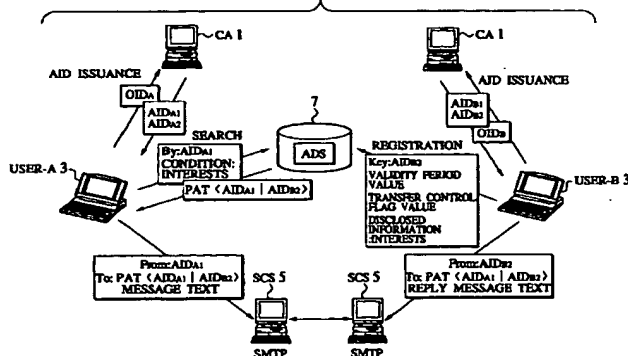 CA 1
CA 1
AID ISSUANCE
AID ISSUANCE
OIDA
AIDA1
AIDA2
AIDB1
AIDB2
OIDB
7
ADS
SEARCH
By:AIDA1
CONDITION:
INTERESTS
PAT <AIDA1 | AIDB2>
REGISTRATION
Key:AIDB2
VALIDITY PERIOD
VALUE
TRANSFER CONTROL
FLAG VALUE
DISCLOSED
INFORMATION
:INTERESTS
USER-A 3
USER-B 3
From:AIDA1
To: PAT <AIDA1 | AIDB2>
MESSAGE TEXT
From:AIDB2
To: PAT <AIDA1 | AIDB2>
REPLY MESSAGE TEXT
SCS 5
SCS 5
SMTP
SMTP